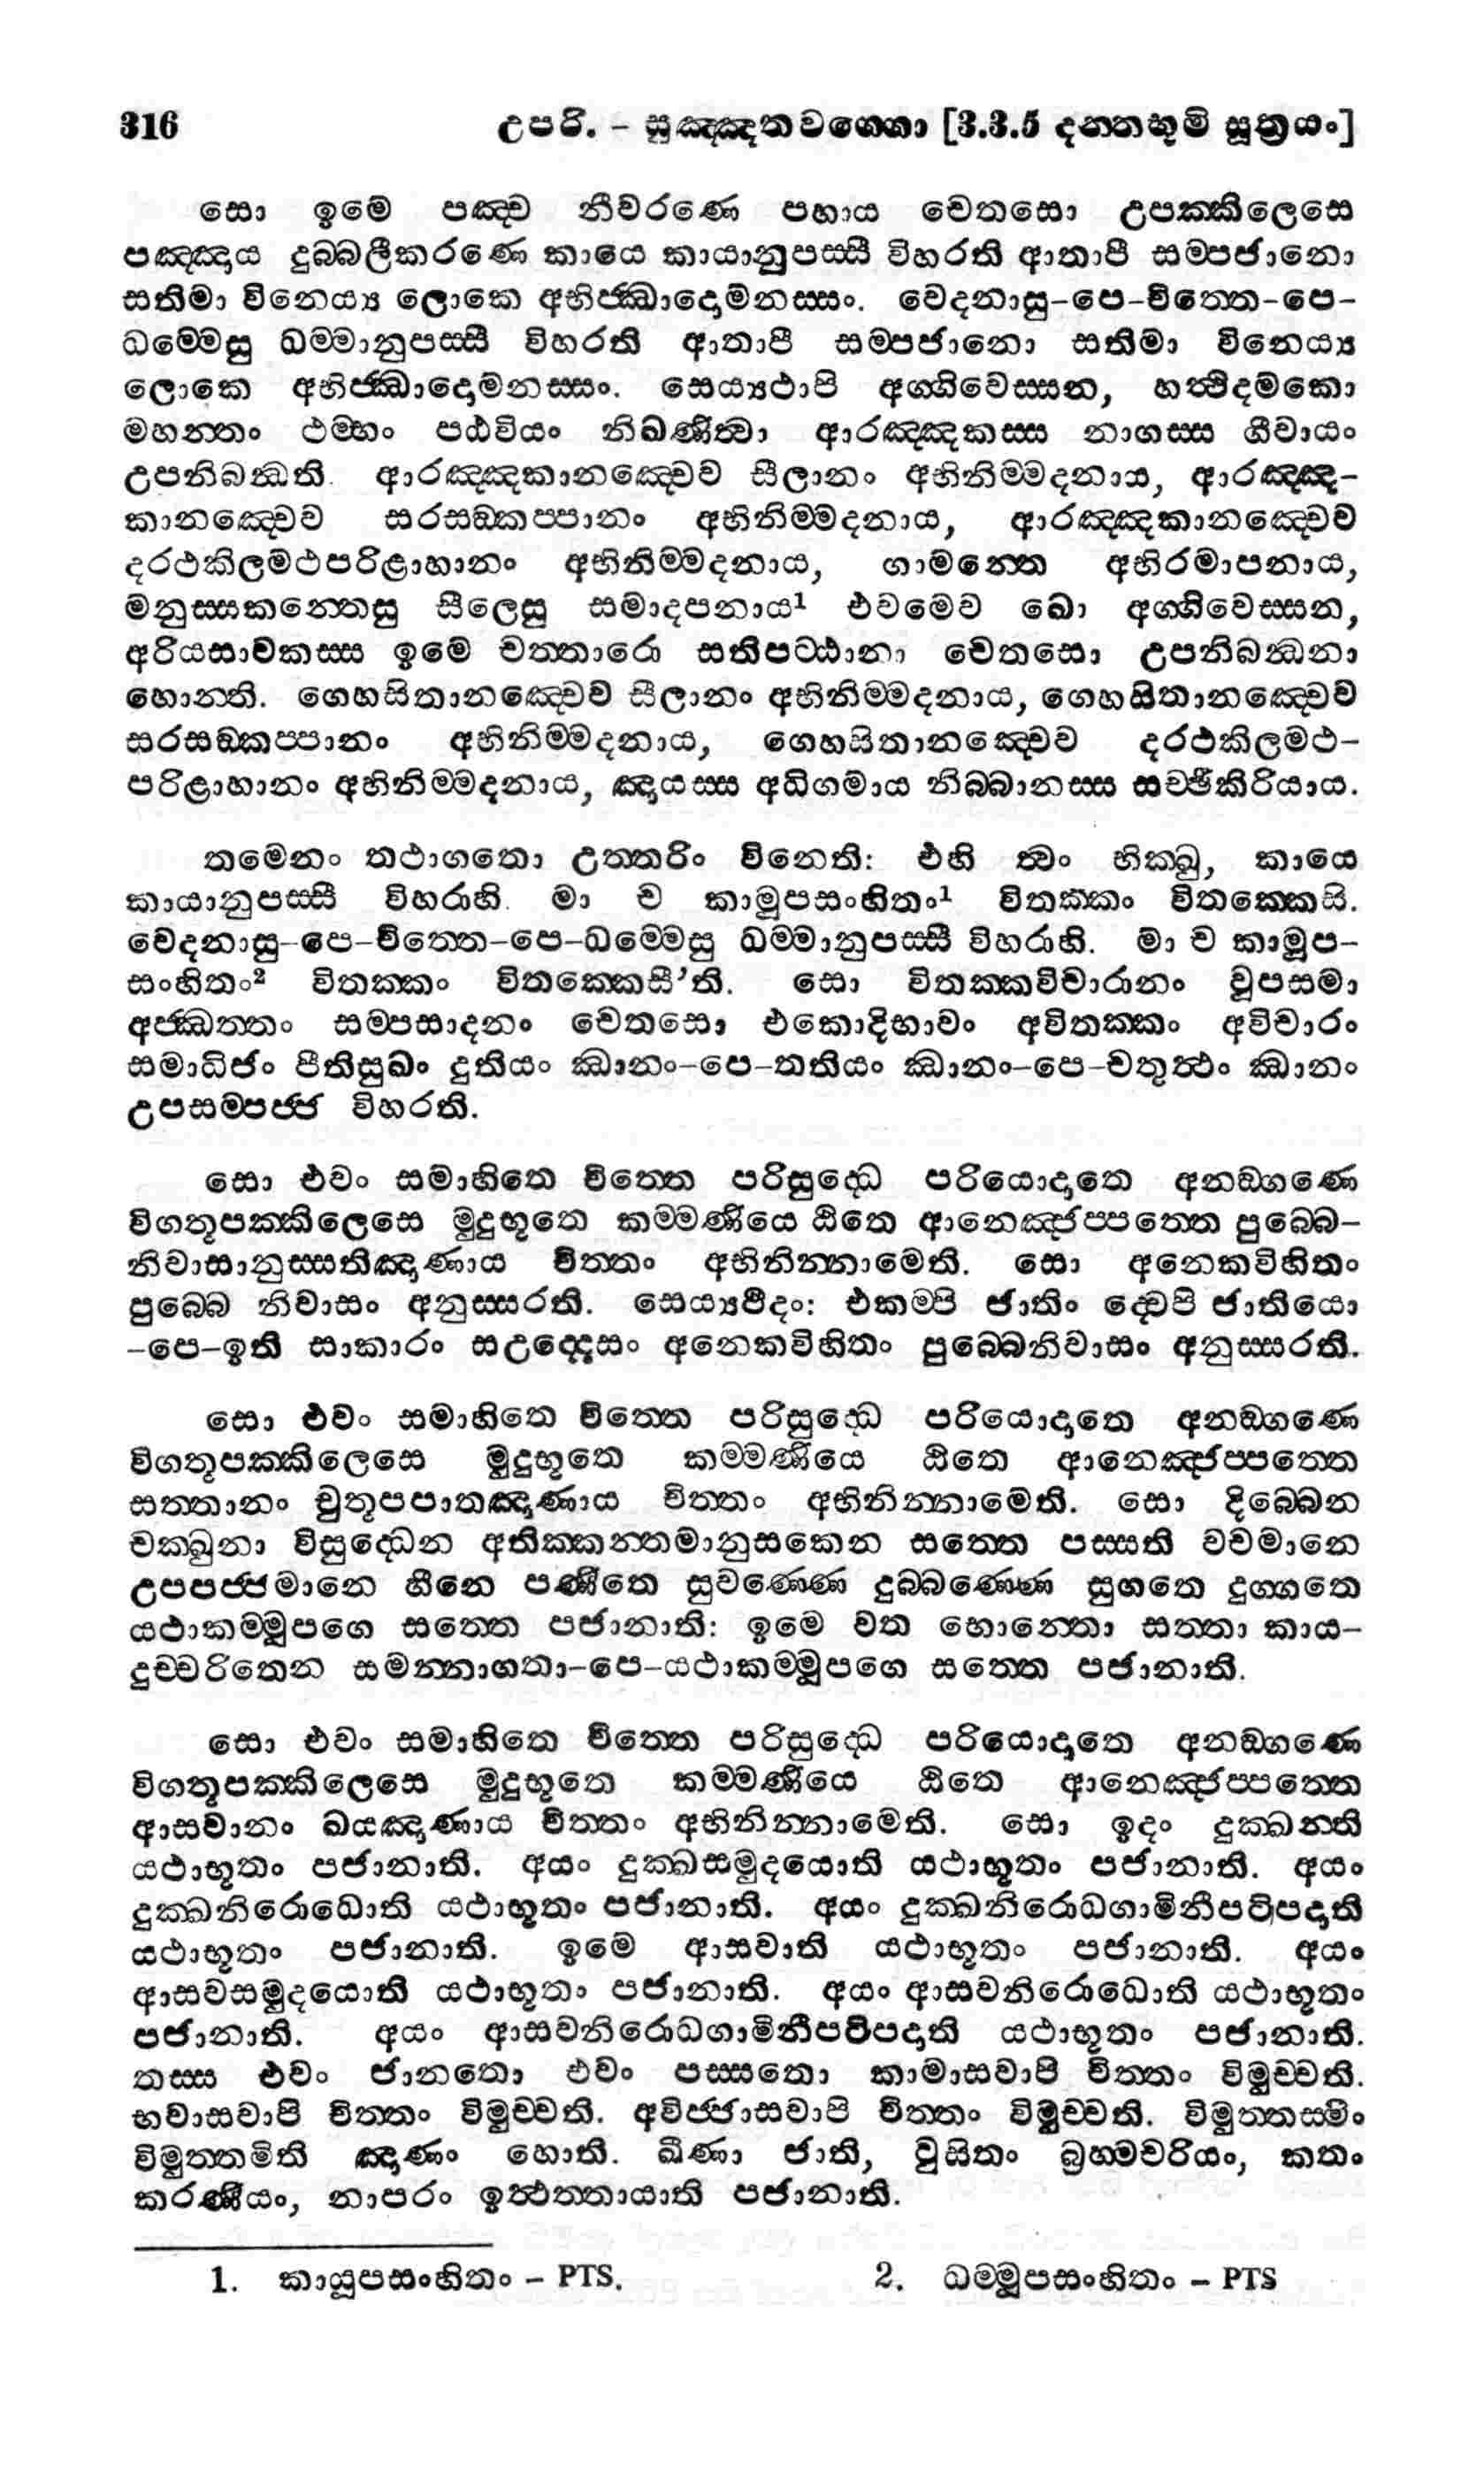 316 උපරි. – සුඤ්ඤතවග්ගො [3.3.5 දන්තභූමි සූත්‍රයං]
සො ඉමේ පඤ්ච නීවරණෙ පහාය චෙතසො උපක්කිලෙසෙ
පඤ්ඤාය දුබ්බලීකරණෙ කායෙ කායානුපස්සී විහරති ආතාපී සම්පජානො
සතිමා විනෙය්‍ය ලොකෙ අභිජ්ඣාදොමනස්සං. වෙදනාසු–පෙ–චිත්තෙ–පෙ–
ධම්මෙසු ධම්මානුපස්සී විහරති ආතාපී සම්පජානො සතිමා විනෙය්‍ය
ලොකෙ අභිජ්ඣාදොමනස්සං. සෙය්‍යථාපි අග්ගිවෙස්සන, හත්ථිදමකො
මහන්තං ථම්භං පඨවියං නිඛණිත්වා ආරඤ්ඤකස්ස නාගස්ස ගීවායං
උපනිබන්ධති. ආරඤ්ඤකානඤ්චෙව සීලානං අභිනිම්මදනාය, ආරඤ්ඤ–
කානඤ්චෙව සරසඞ්කප්පානං අභිනිම්මදනාය, ආරඤ්ඤකානඤ්චෙව
දරථකිලමථපරිළාහානං අභිනිම්මදනාය, ගාමන්තෙ අභිරමාපනාය,
මනුස්සකන්තෙසු සීලෙසු සමාදපනාය¹ එවමෙව ඛො අග්ගිවෙස්සන,
අරියසාවකස්ස ඉමේ චත්තාරො සතිපට්ඨානා චෙතසො උපනිබන්ධනා
හොන්ති. ගෙහසිතානඤ්චෙව සීලානං අභිනිම්මදනාය, ගෙහසිතානඤ්චෙව
සරසඞ්කප්පානං අභිනිම්මදනාය, ගෙහසිතානඤ්චෙව දරථකිලමථ–
පරිළාහානං අභිනිම්මදනාය, ඤායස්ස අධිගමාය නිබ්බානස්ස සච්ඡිකිරියාය.
තමෙනං තථාගතො උත්තරිං විනෙති: එහි ත්වං භික්ඛු, කායෙ
කායානුපස්සී විහරාහි. මා ච කාමූපසංහිතං¹ විතක්කං විතක්කෙසි.
වෙදනාසු–පෙ–චිත්තෙ–පෙ–ධම්මෙසු ධම්මානුපස්සී විහරාහි. මා ච කාමූප–
සංහිතං² විතක්කං විතක්කෙසී’ති. සො විතක්කවිචාරානං වූපසමා
අජ්ඣත්තං සම්පසාදනං චෙතසො එකොදිභාවං අවිතක්කං අවිචාරං
සමාධිජං පීතිසුඛං දුතියං ඣානං–පෙ–තතියං ඣානං–පෙ–චතුත්ථං ඣානං
උපසම්පජ්ජ විහරති.
සො එවං සමාහිතෙ චිත්තෙ පරිසුද්ධෙ පරියොදාතෙ අනඞ්ගණෙ
විගතූපක්කිලෙසෙ මුදුභූතෙ කම්මණියෙ ඨිතෙ ආනෙඤ්ජප්පත්තෙ පුබ්බෙ–
නිවාසානුස්සතිඤාණාය චිත්තං අභිනින්නාමෙති. සො අනෙකවිහිතං
පුබ්බෙ නිවාසං අනුස්සරති. සෙය්‍යථීදං: එකම්පි ජාතිං ද්වෙපි ජාතියො
–පෙ–ඉති සාකාරං සඋද්දෙසං අනෙකවිහිතං පුබ්බෙනිවාසං අනුස්සරති.
සො එවං සමාහිතෙ චිත්තෙ පරිසුද්ධෙ පරියොදාතෙ අනඞ්ගණෙ
විගතූපක්කිලෙසෙ මුදුභූතෙ කම්මණියෙ ඨිතෙ ආනෙඤ්ජප්පත්තෙ
සත්තානං චුතූපපාතඤාණාය චිත්තං අභිනින්නාමෙති. සො දිබ්බෙන
චක්ඛුනා විසුද්ධෙන අතික්කන්තමානුසකෙන සත්තෙ පස්සති චවමානෙ
උපපජ්ජමානෙ හීනෙ පණීතෙ සුවණ්ණෙ දුබ්බණ්ණෙ සුගතෙ දුග්ගතෙ
යථාකම්මූපගෙ සත්තෙ පජානාති: ඉමෙ වත භොන්තො සත්තා කාය–
දුච්චරිතෙන සමන්නාගතා–පෙ–යථාකම්මූපගෙ සත්තෙ පජානාති.
සො එවං සමාහිතෙ චිත්තෙ පරිසුද්ධෙ පරියොදාතෙ අනඞ්ගණෙ
විගතූපක්කිලෙසෙ මුදුභූතෙ කම්මණියෙ ඨිතෙ ආනෙඤ්ජප්පත්තෙ
ආසවානං ඛයඤාණාය චිත්තං අභිනින්නාමෙති. සො ඉදං දුක්ඛන්ති
යථාභූතං පජානාති. අයං දුක්ඛසමුදයොති යථාභූතං පජානාති. අයං
දුක්ඛනිරොධොති යථාභූතං පජානාති. අයං දුක්ඛනිරොධගාමිනීපටිපදාති
යථාභූතං පජානාති. ඉමෙ ආසවාති යථාභූතං පජානාති. අයං
ආසවසමුදයොති යථාභූතං පජානාති. අයං ආසවනිරොධොති යථාභූතං
පජානාති. අයං ආසවනිරොධගාමිනීපටිපදාති යථාභූතං පජානාති.
තස්ස එවං ජානතො එවං පස්සතො කාමාසවාපි චිත්තං විමුච්චති.
භවාසවාපි චිත්තං විමුච්චති. අවිජ්ජාසවාපි චිත්තං විමුච්චති. විමුත්තස්මිං
විමුත්තමිති ඤාණං හොති. ඛීණා ජාති, වුසිතං බ්‍රහ්මචරියං, කතං
කරණීයං, නාපරං ඉත්ථත්තායාති පජානාති.
1. කායූපසංහිතං – PTS.
2. ධම්මූපසංහිතං – PTS